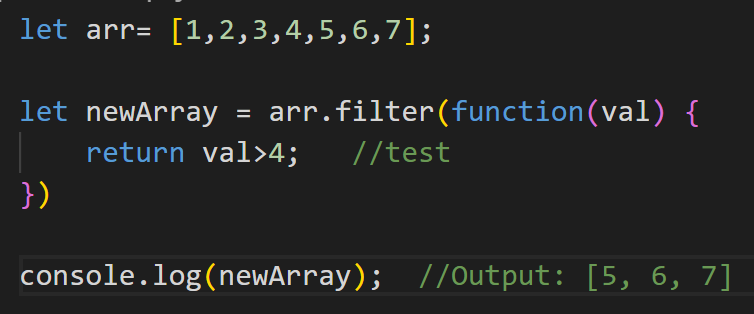 let arr= [1,2,3,4,5,6,7];
let newArray = arr.filter(function(val) {
    return val>4;   //test
})
console.log(newArray);  //Output: [5, 6, 7]